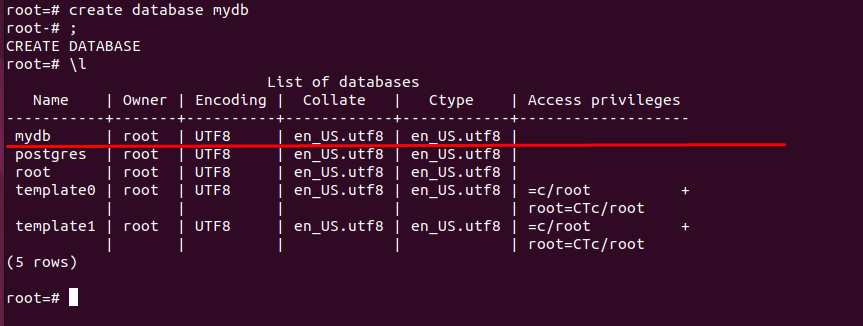 root=# create database mydb
root-# ;
CREATE DATABASE
root=# \l
                             List of databases
   Name    | Owner | Encoding |  Collate   |   Ctype    | Access privileges
-----------+-------+----------+------------+------------+-------------------
 mydb      | root  | UTF8     | en_US.utf8 | en_US.utf8 |
 postgres  | root  | UTF8     | en_US.utf8 | en_US.utf8 |
 root      | root  | UTF8     | en_US.utf8 | en_US.utf8 |
 template0 | root  | UTF8     | en_US.utf8 | en_US.utf8 | =c/root          +
           |       |          |            |            | root=CTc/root
 template1 | root  | UTF8     | en_US.utf8 | en_US.utf8 | =c/root          +
           |       |          |            |            | root=CTc/root
(5 rows)
root=#